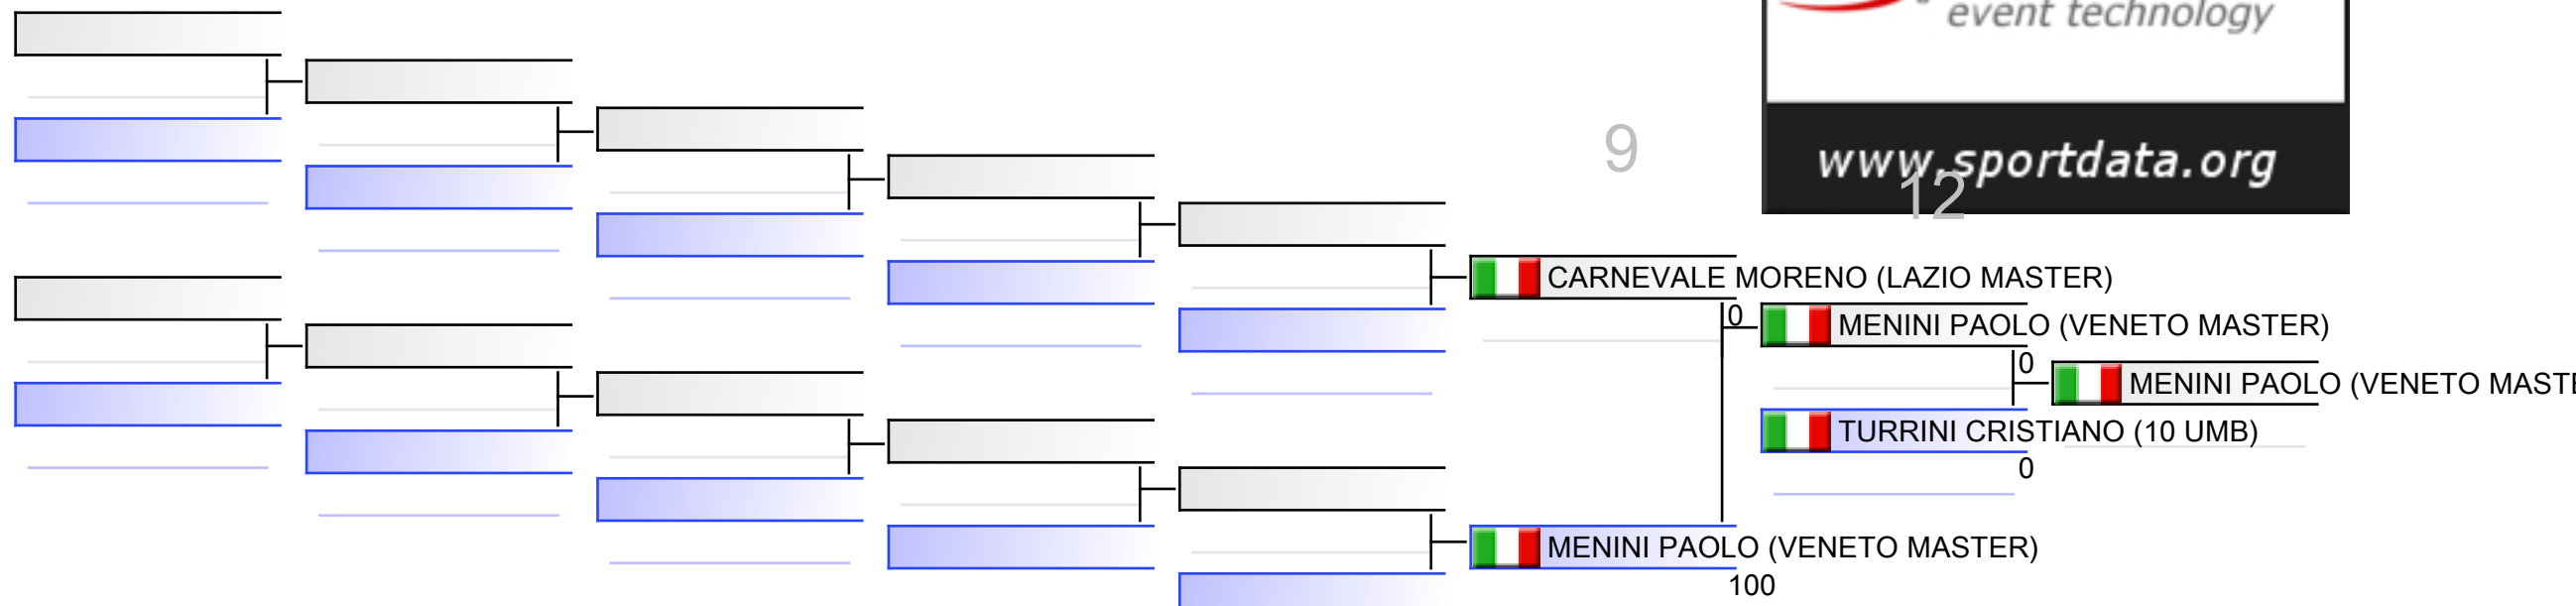 event technology
9
www.sportdata.org
12
CARNEVALE MORENO (LAZIO MASTER)
0
MENINI PAOLO (VENETO MASTER)
0
MENINI PAOLO (VENETO MAST
TURRINI CRISTIANO (10 UMB)
0
MENINI PAOLO (VENETO MASTER)
100